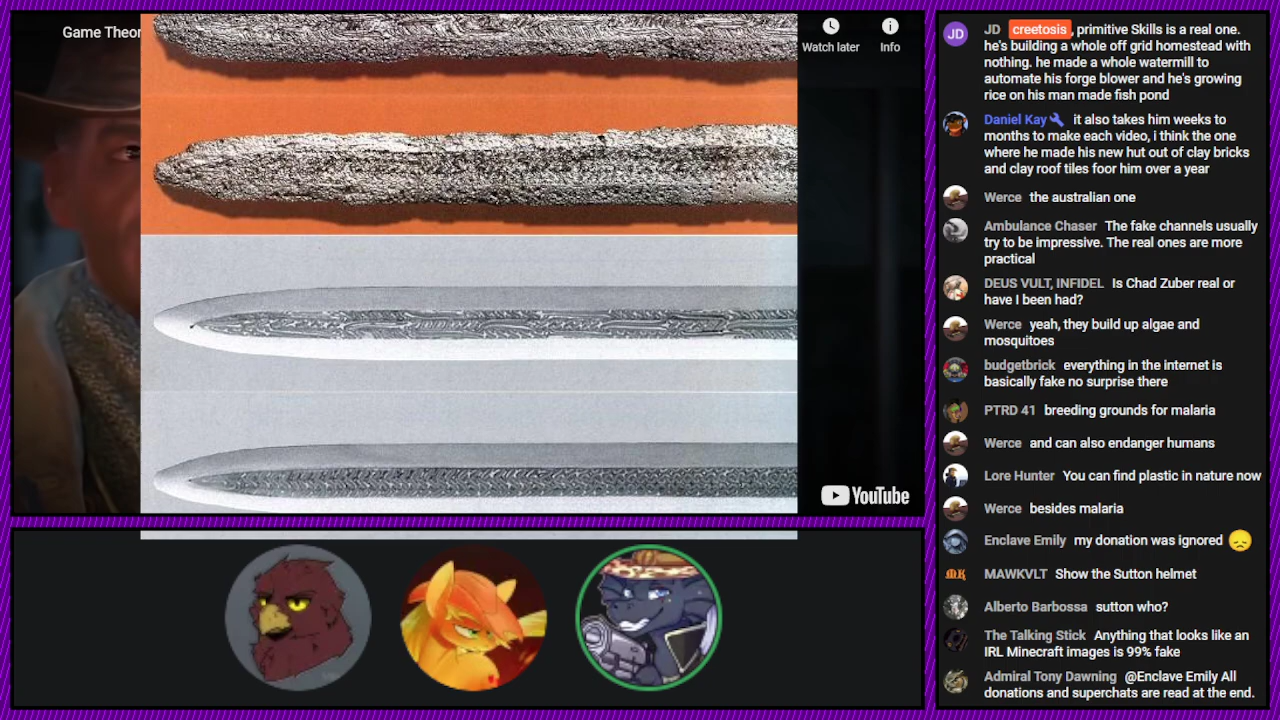 Game Theor
Watch later
Info
YouTube
JD creetosis, primitive Skills is a real one.
he's building a whole off grid homestead with
nothing. he made a whole watermill to
automate his forge blower and he's growing
rice on his man made fish pond
Daniel Kay it also takes him weeks to
months to make each video, i think the one
where he made his new hut out of clay bricks
and clay roof tiles foor him over a year
Werce the australian one
Ambulance Chaser The fake channels usually
try to be impressive. The real ones are more
practical
DEUS VULT, INFIDEL Is Chad Zuber real or
have I been had?
Werce yeah, they build up algae and
mosquitoes
budgetbrick everything in the internet is
basically fake no surprise there
PTRD 41 breeding grounds for malaria
Werce and can also endanger humans
Lore Hunter You can find plastic in nature now
Werce besides malaria
Enclave Emily my donation was ignored 😞
MK MAWKVLT Show the Sutton helmet
Alberto Barbossa sutton who?
The Talking Stick Anything that looks like an
IRL Minecraft images is 99% fake
Admiral Tony Dawning @Enclave Emily All
donations and superchats are read at the end.